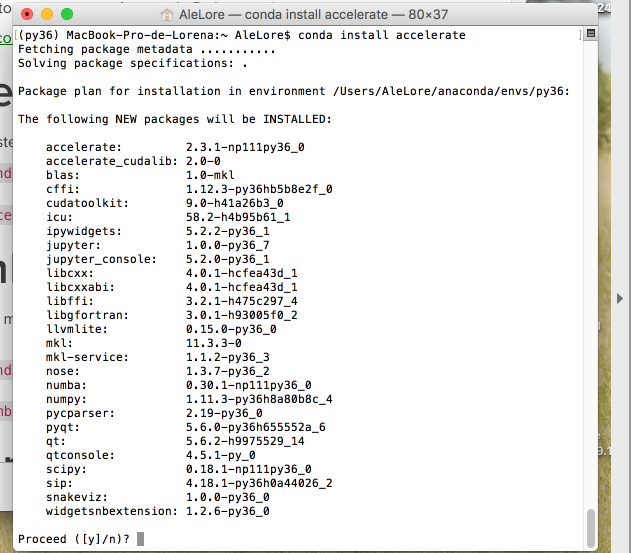 AleLore — conda install accelerate — 80×37
[(py36) MacBook-Pro-de-Lorena:~ AleLore$ conda install accelerate ]
Fetching package metadata ...........
Solving package specifications: .
Package plan for installation in environment /Users/AleLore/anaconda/envs/py36:
The following NEW packages will be INSTALLED:
accelerate: 2.3.1-np111py36_0
accelerate_cudalib: 2.0-0
blas: 1.0-mkl
cffi: 1.12.3-py36hb5b8e2f_0
cudatoolkit: 9.0-h41a26b3_0
icu: 58.2-h4b95b61_1
ipywidgets: 5.2.2-py36_1
jupyter: 1.0.0-py36_7
jupyter_console: 5.2.0-py36_1
libcxx: 4.0.1-hcfea43d_1
libcxxabi: 4.0.1-hcfea43d_1
libffi: 3.2.1-h475c297_4
libgfortran: 3.0.1-h93005f0_2
llvmlite: 0.15.0-py36_0
mkl: 11.3.3-0
mkl-service: 1.1.2-py36_3
nose: 1.3.7-py36_2
numba: 0.30.1-np111py36_0
numpy: 1.11.3-py36h8a80b8c_4
pycparser: 2.19-py36_0
pyqt: 5.6.0-py36h655552a_6
qt: 5.6.2-h9975529_14
qtconsole: 4.5.1-py_0
scipy: 0.18.1-np111py36_0
sip: 4.18.1-py36h0a44026_2
snakeviz: 1.0.0-py36_0
widgetsnbextension: 1.2.6-py36_0
Proceed ([y]/n)?